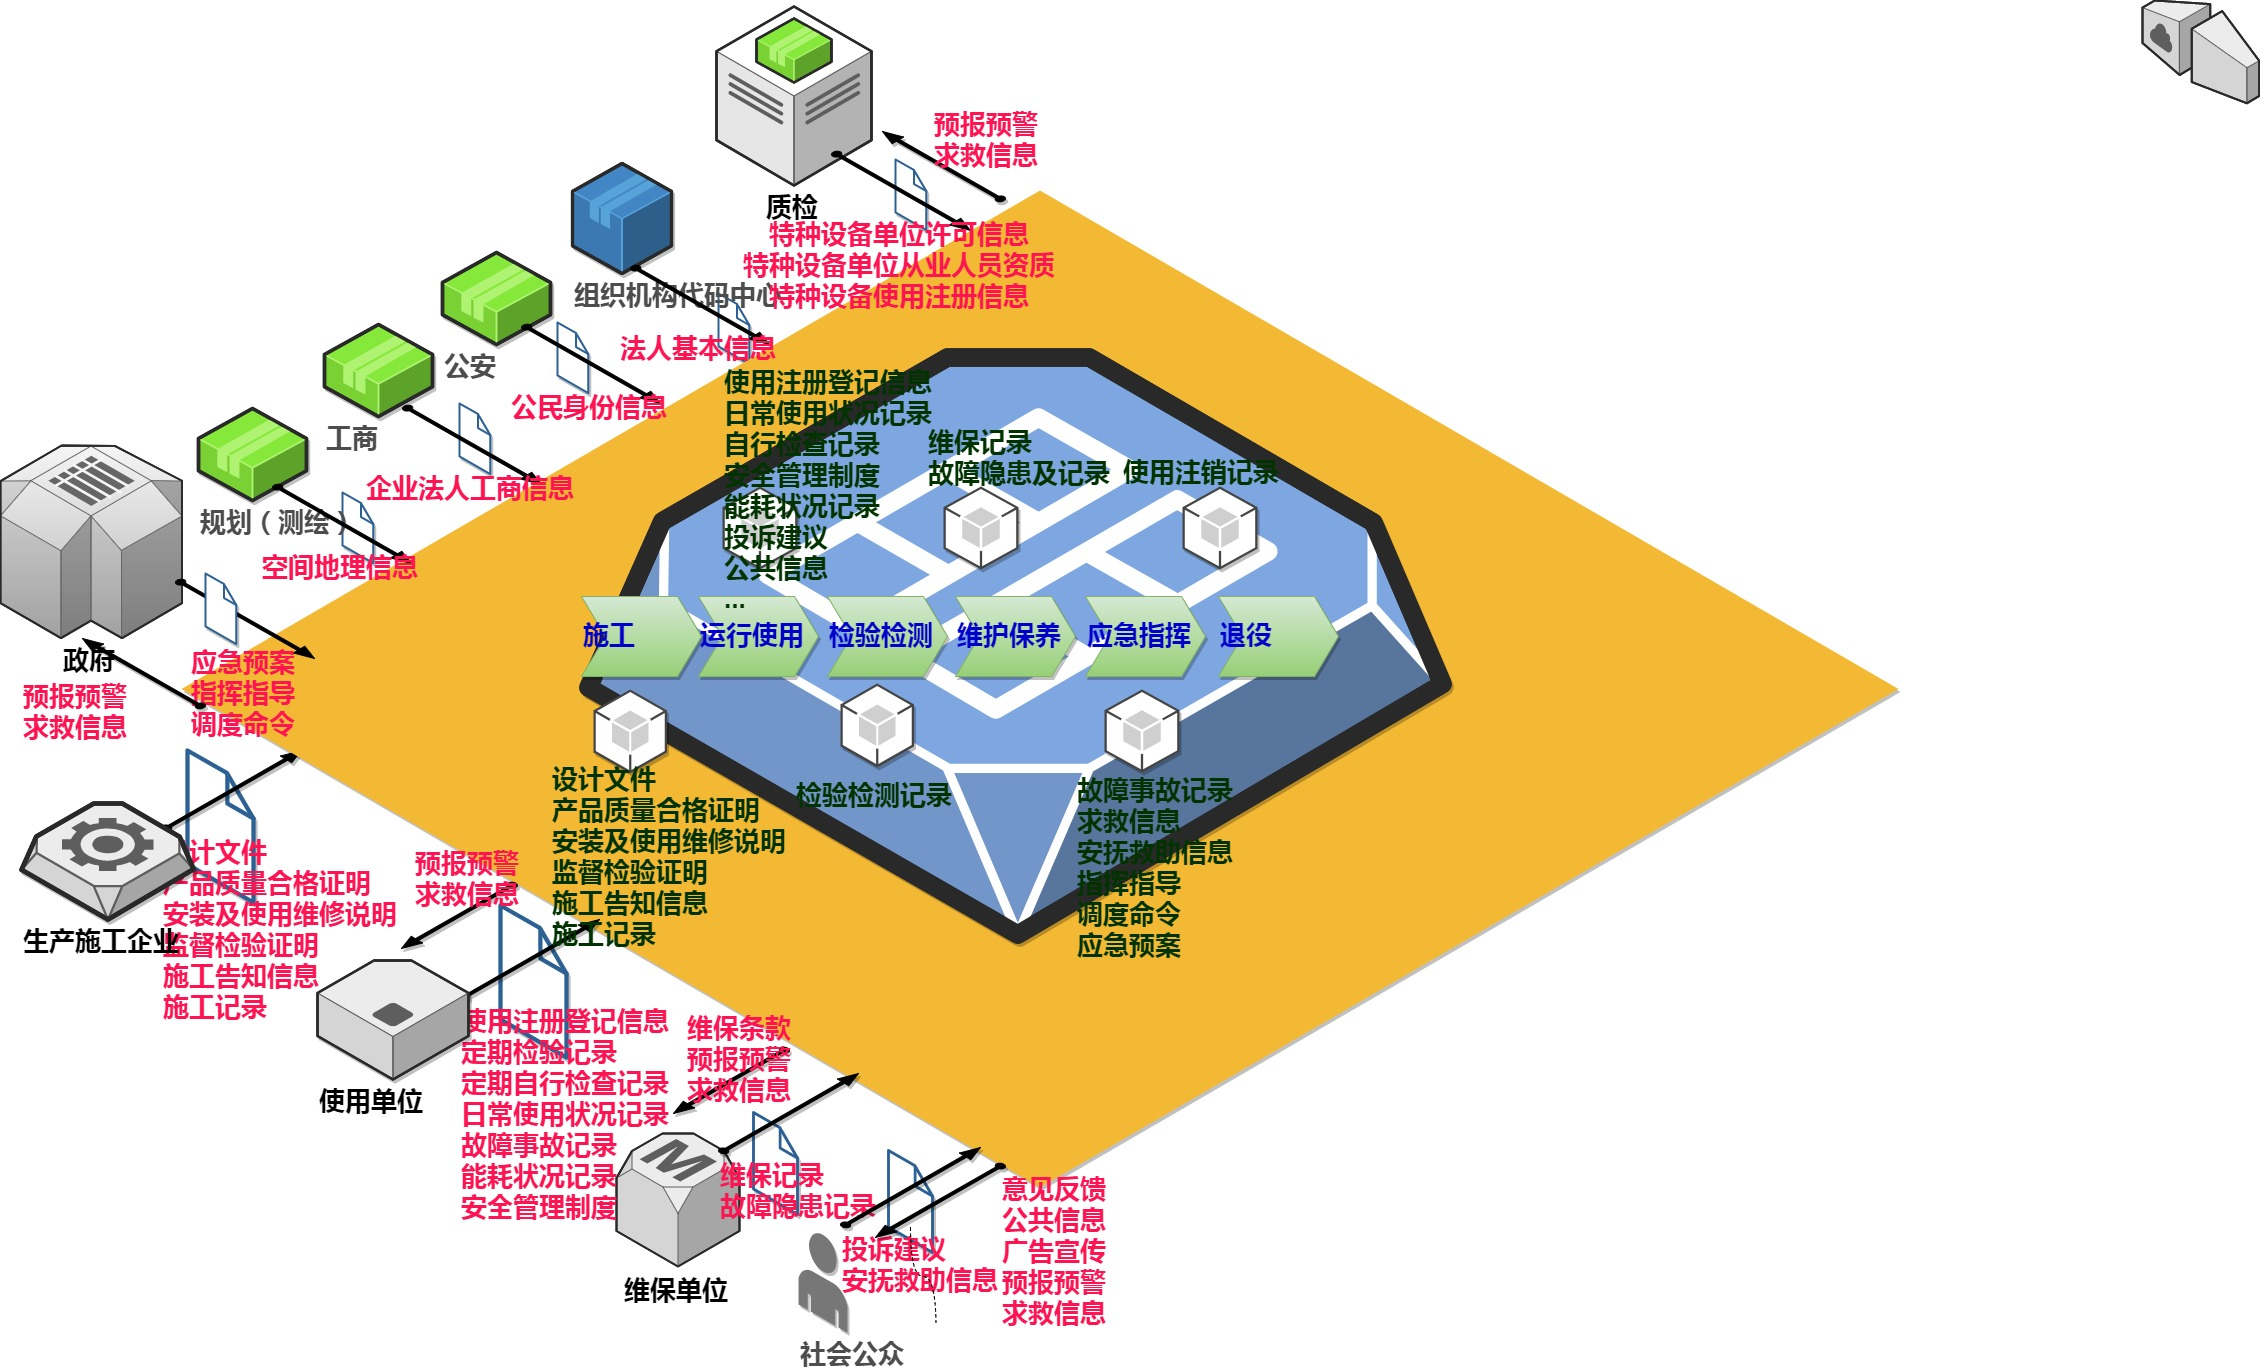 预报预警
求救信息
质检
特种设备单位许可信息
特种设备单位从业人员资质
特种设备使用注册信息
组织机构代码中心
法人基本信息
公安
公民身份信息
工商
企业法人工商信息
规划（测绘）
空间地理信息
政府
预报预警
求救信息
应急预案
指挥指导
调度命令
使用注册登记信息
日常使用状况记录
自行检查记录
安全管理制度
能耗状况记录
投诉建议
公共信息
...
维保记录
故障隐患及记录
使用注销记录
施工
运行使用
检验检测
维护保养
应急指挥
退役
设计文件
产品质量合格证明
安装及使用维修说明
监督检验证明
施工告知信息
施工记录
检验检测记录
故障事故记录
求救信息
安抚救助信息
指挥指导
调度命令
应急预案
生产施工企业
计文件
产品质量合格证明
安装及使用维修说明
监督检验证明
施工告知信息
施工记录
预报预警
求救信息
使用单位
使用注册登记信息
定期检验记录
定期自行检查记录
日常使用状况记录
故障事故记录
能耗状况记录
安全管理制度
维保条款
预报预警
求救信息
M
维保单位
维保记录
故障隐患记录
投诉建议
安抚救助信息
社会公众
意见反馈
公共信息
广告宣传
预报预警
求救信息